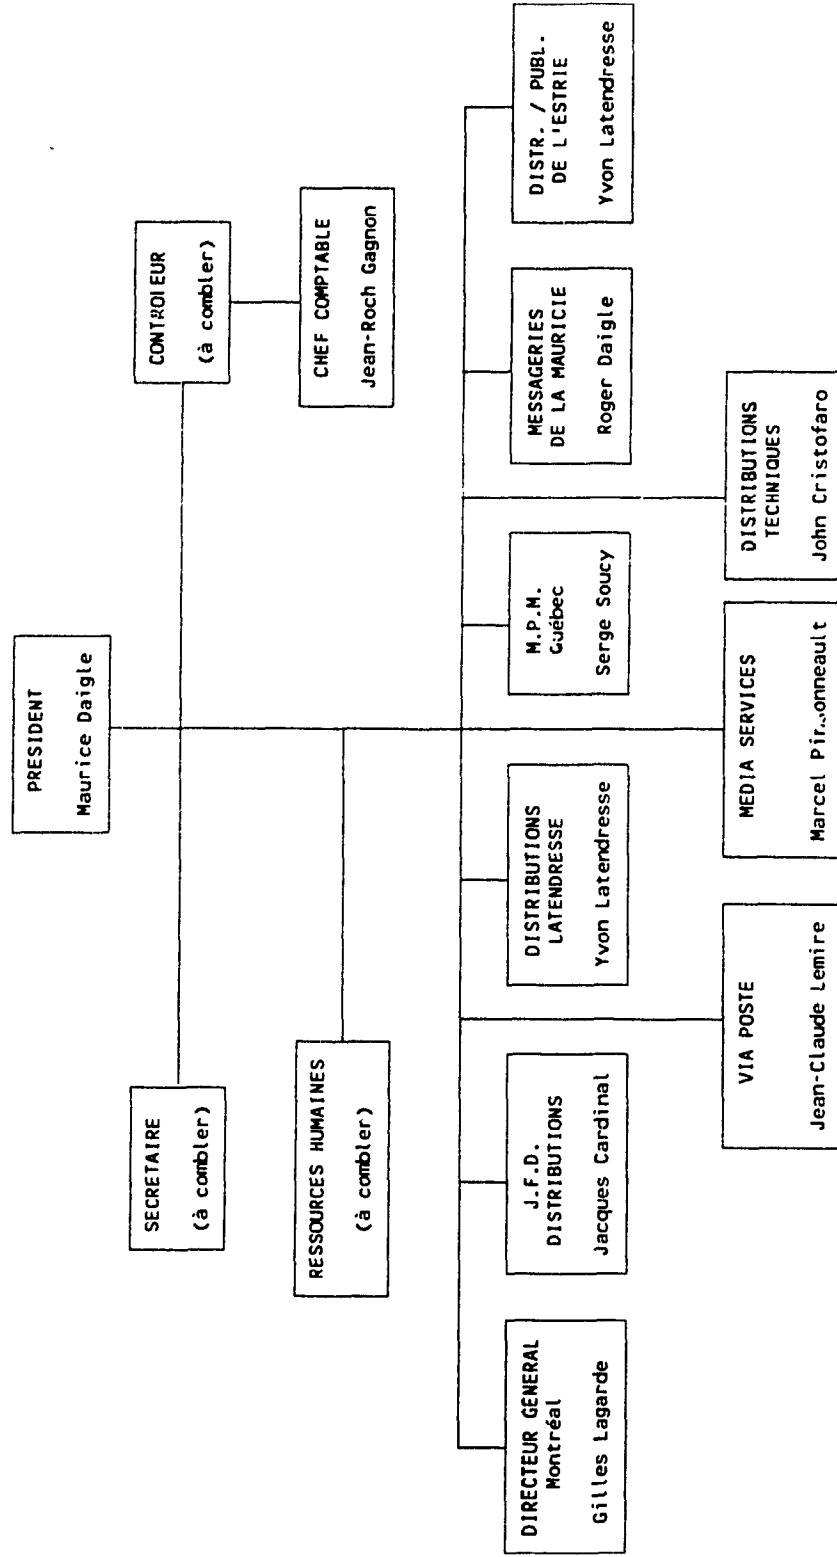 PRESIDENT
Maurice Daigle
SECRETAIRE
(à combler)
CONTROLEUR
(à combler)
RESSOURCES HUMAINES
(à combler)
CHEF COMPTABLE
Jean-Roch Gagnon
DIRECTEUR GENERAL
Montréal
Gilles Lagarde
J.F.D.
DISTRIBUTIONS
Jacques Cardinal
DISTRIBUTIONS
LATENDRESSE
Yvon Latendresse
M.P.M.
Québec
Serge Soucy
MESSAGERIES
DE LA MAURICIE
Roger Daigle
DISTR. / PUBL.
DE L'ESTRIE
Yvon Latendresse
VIA POSTE
Jean-Claude Lemire
MEDIA SERVICES
Marcel
DISTRIBUTIONS
TECHNIQUES
John Cristofaro